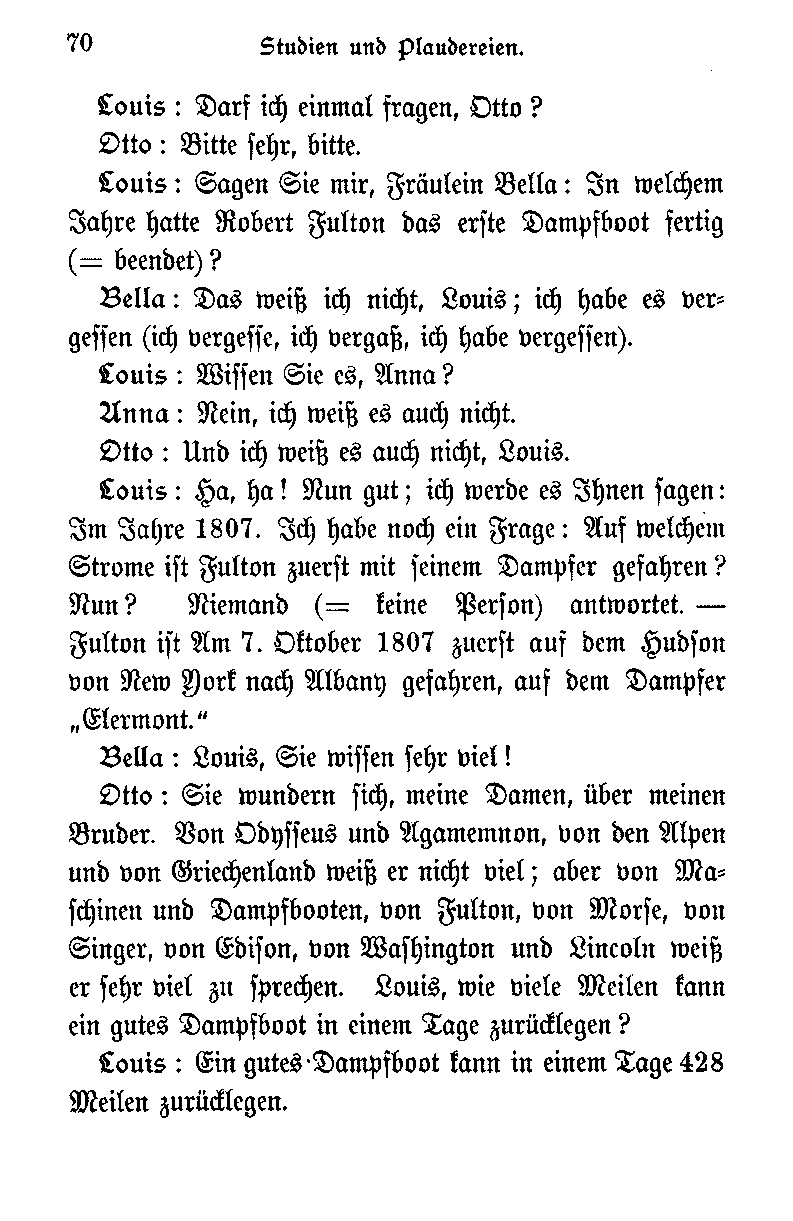 70 Studien und Plaudereien.
Louis : Darf ich einmal fragen, Otto ?
Otto : Bitte sehr, bitte.
Louis : Sagen Sie mir, Fräulein Bella : In welchem
Jahre hatte Robert Fulton das erste Dampfboot fertig
(= beendet) ?
Bella : Das weiß ich nicht, Louis ; ich habe es ver-
gessen (ich vergesse, ich vergaß, ich habe vergessen).
Louis : Wissen Sie es, Anna ?
Anna : Nein, ich weiß es auch nicht.
Otto : Und ich weiß es auch nicht, Louis.
Louis : Ha, ha ! Nun gut ; ich werde es Ihnen sagen :
Im Jahre 1807. Ich habe noch ein Frage : Auf welchem
Strome ist Fulton zuerst mit seinem Dampfer gefahren ?
Nun ? Niemand (= keine Person) antwortet. —
Fulton ist Am 7. Oktober 1807 zuerst auf dem Hudson
von New York nach Albany gefahren, auf dem Dampfer
„Clermont.“
Bella : Louis, Sie wissen sehr viel !
Otto : Sie wundern sich, meine Damen, über meinen
Bruder. Von Odysseus und Agamemnon, von den Alpen
und von Griechenland weiß er nicht viel ; aber von Ma-
schinen und Dampfbooten, von Fulton, von Morse, von
Singer, von Edison, von Washington und Lincoln weiß
er sehr viel zu sprechen. Louis, wie viele Meilen kann
ein gutes Dampfboot in einem Tage zurücklegen ?
Louis : Ein gutes Dampfboot kann in einem Tage 428
Meilen zurücklegen.